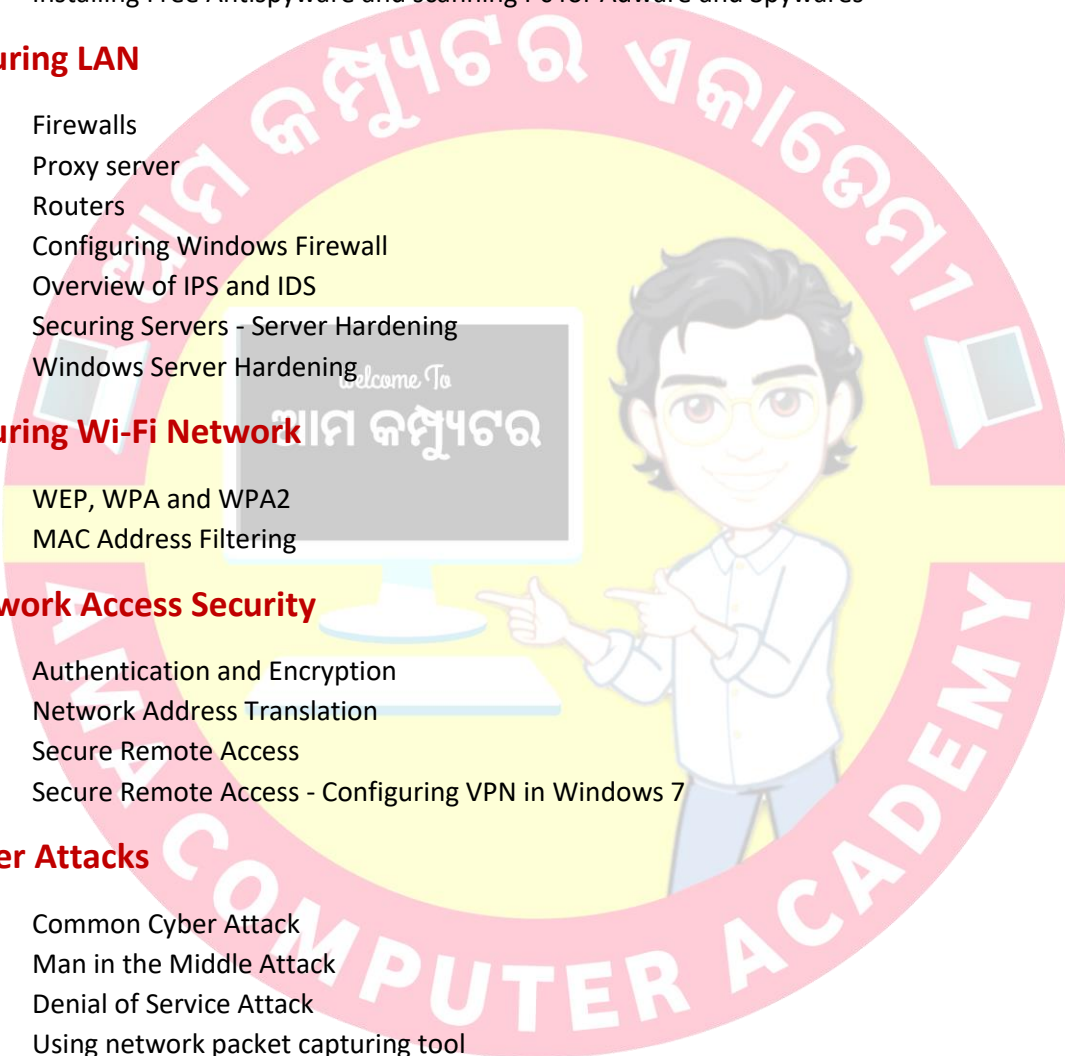 Installing Free Antispyware and scanning PC for Adware and Spywares
uring LAN
Firewalls
Proxy server
Routers
Configuring Windows Firewall
Overview of IPS and IDS
Securing Servers - Server Hardening
Windows Server Hardening
uring Wi-Fi Network
WEP, WPA and WPA2
MAC Address Filtering
work Access Security
Authentication and Encryption
Network Address Translation
Secure Remote Access
Secure Remote Access - Configuring VPN in Windows 7
er Attacks
Common Cyber Attack
Man in the Middle Attack
Denial of Service Attack
Using network packet capturing tool
ଆମ କମ୍ପ୍ୟୁଟର ଏକାଡେମୀ
Welcome To
ଆମ କମ୍ପ୍ୟୁଟର
AMA COMPUTER ACADEMY